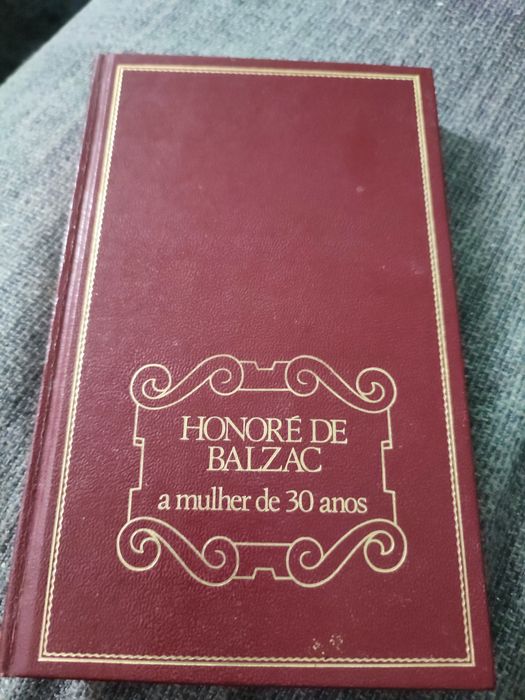 HONORÉ DE
BALZAC
a mulher de 30 anos